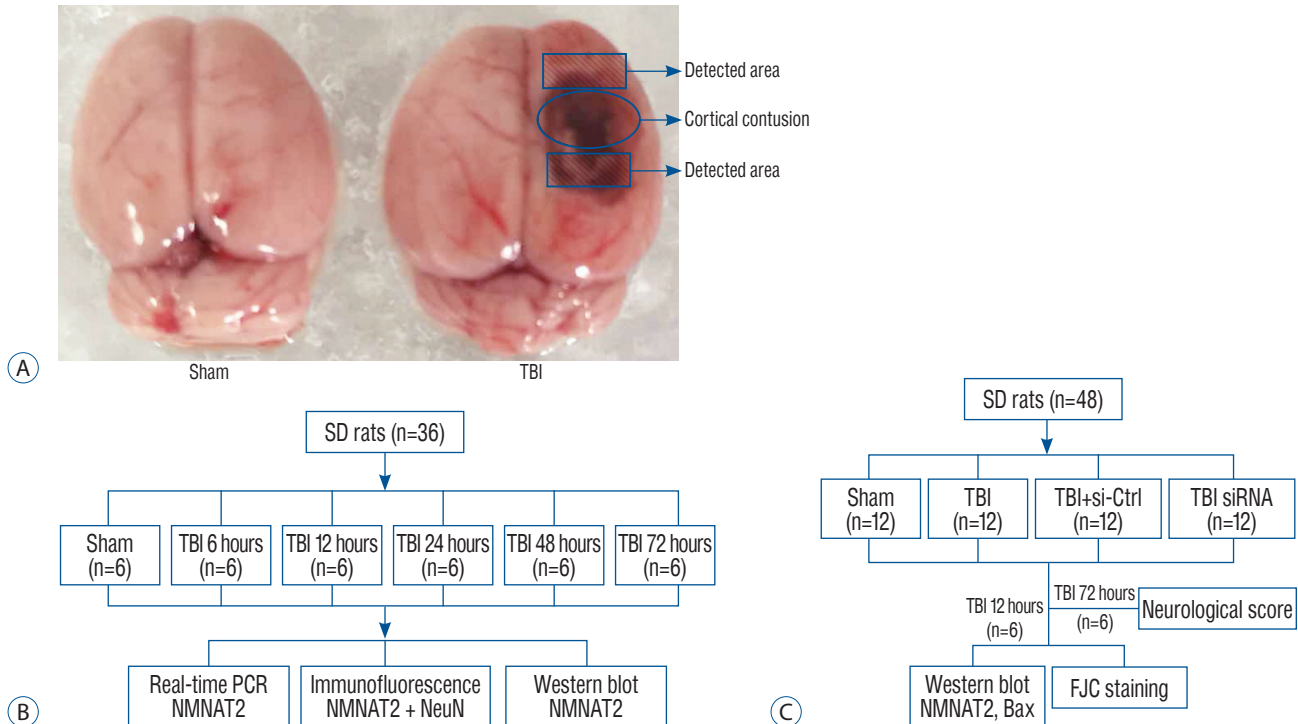 Detected area
Cortical contusion
Detected area
Sham
TBI
A
SD rats (n=36)
Sham
(n=6)
TBI 6 hours
(n=6)
TBI 12 hours
(n=6)
TBI 24 hours
(n=6)
TBI 48 hours
(n=6)
TBI 72 hours
(n=6)
Real-time PCR
NMNAT2
Immunofluorescence
NMNAT2 + NeuN
Western blot
NMNAT2
B
SD rats (n=48)
Sham
(n=12)
TBI
(n=12)
TBI+si-Ctrl
(n=12)
TBI siRNA
(n=12)
TBI 12 hours
(n=6)
TBI 72 hours
(n=6)
Neurological score
Western blot
NMNAT2, Bax
FJC staining
C